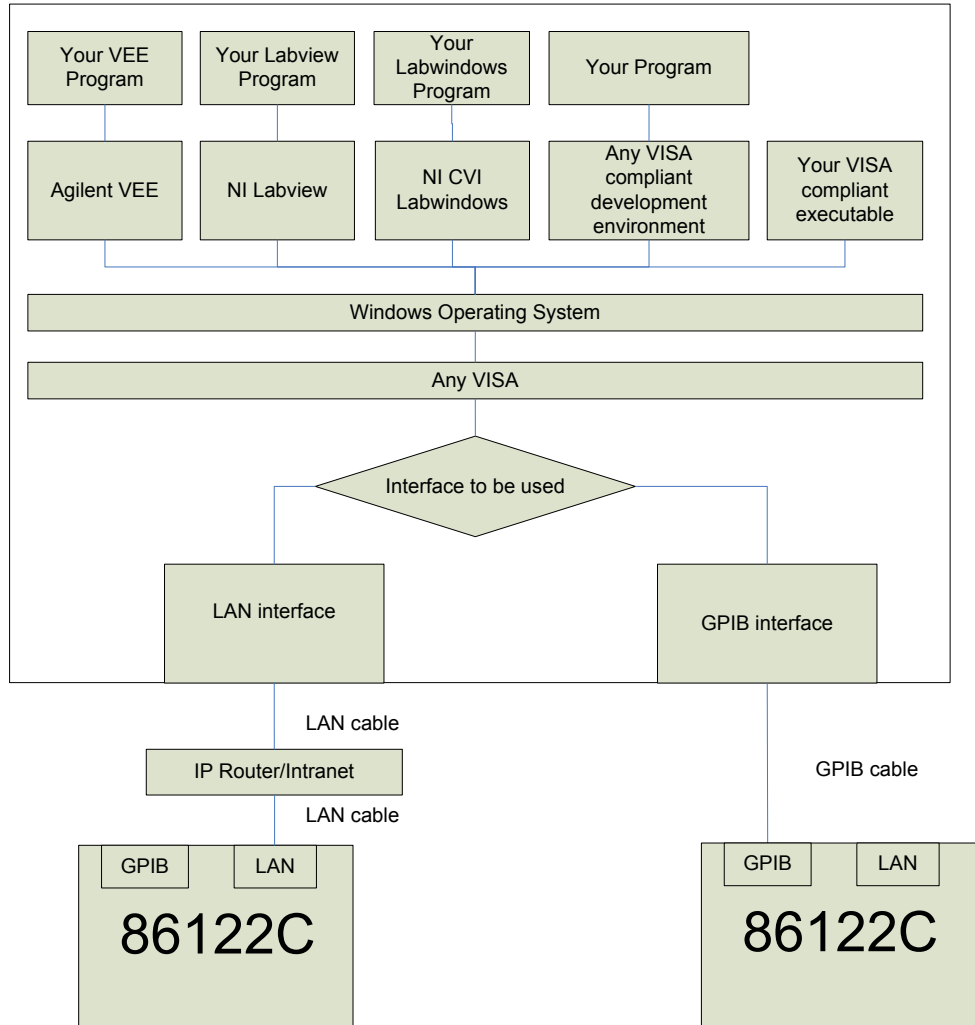 Your VEE
Program
Your Labview
Program
Your
Labwindows
Program
Your Program
Agilent VEE
NI Labview
NI CVI
Labwindows
Any VISA
compliant
development
environment
Your VISA
compliant
executable
Windows Operating System
Any VISA
Interface to be used
LAN interface
GPIB interface
LAN cable
IP Router/Intranet
GPIB cable
LAN cable
GPIB
LAN
86122C
GPIB
LAN
86122C